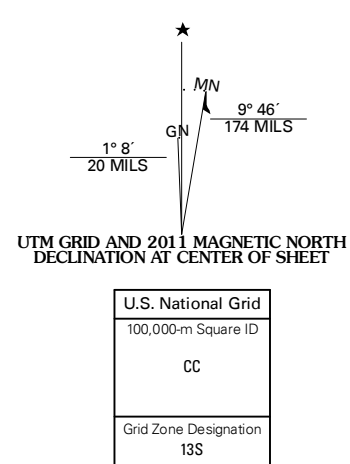 MN
9° 46´
174 MILS
GN
1° 8´
20 MILS
UTM GRID AND 2011 MAGNETIC NORTH
DECLINATION AT CENTER OF SHEET
U.S. National Grid
100,000-m Square ID
CC
Grid Zone Designation
13S